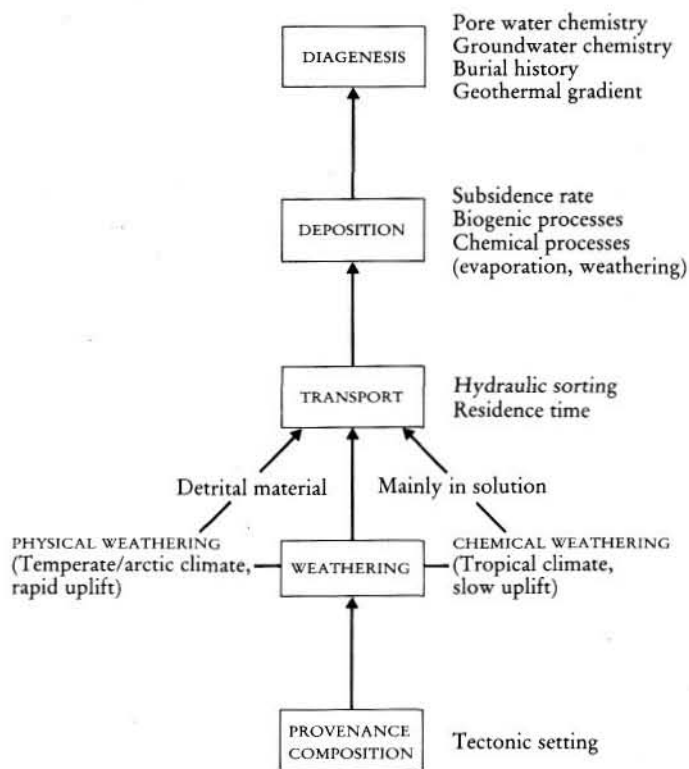 DIAGENESIS
Pore water chemistry
Groundwater chemistry
Burial history
Geothermal gradient
DEPOSITION
Subsidence rate
Biogenic processes
Chemical processes
(evaporation, weathering)
TRANSPORT
Hydraulic sorting
Residence time
Detrital material
Mainly in solution
PHYSICAL WEATHERING
(Temperate/arctic climate,
rapid uplift)
WEATHERING
CHEMICAL WEATHERING
(Tropical climate,
slow uplift)
PROVENANCE
COMPOSITION
Tectonic setting